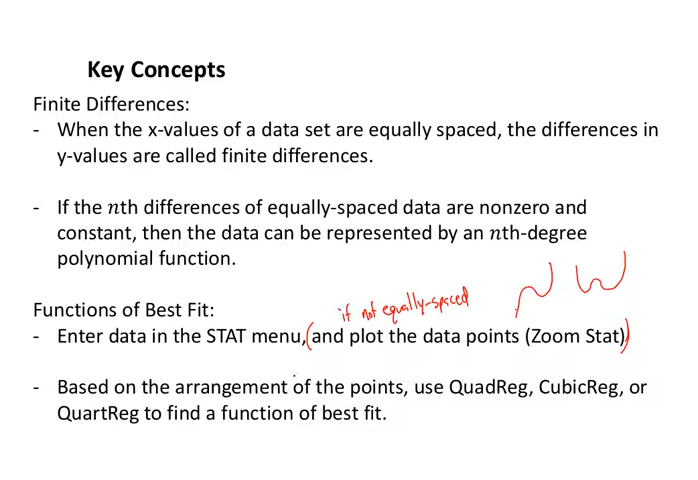 Key Concepts
Finite Differences:
- When the x-values of a data set are equally spaced, the differences in
y-values are called finite differences.
- If the nth differences of equally-spaced data are nonzero and
constant, then the data can be represented by an nth-degree
polynomial function.
if not equally-spaced
Functions of Best Fit:
- Enter data in the STAT menu, (and plot the data points (Zoom Stat))
- Based on the arrangement of the points, use QuadReg, CubicReg, or
QuartReg to find a function of best fit.